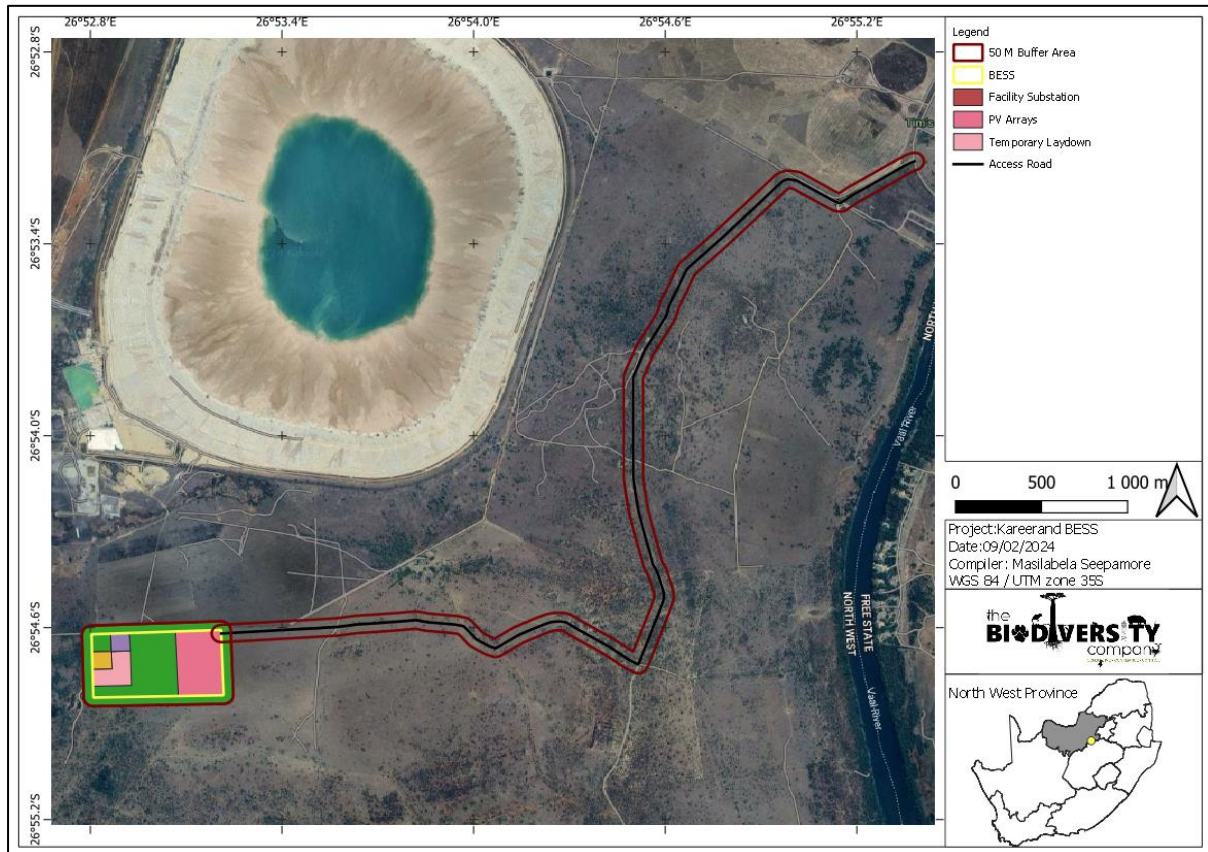 26°52.8'E 26°53.4'E 26°54.0'E 26°54.6'E 26°55.2'E
26°52.8'S
26°53.4'S
26°54.0'S
26°54.6'S
26°55.2'S
Vaal River
FREE STATE
NORTH WEST
Vaal River
Legend
50 M Buffer Area
BESS
Facility Substation
PV Arrays
Temporary Laydown
Access Road
0 500 1 000 m
Project:Kareerand BESS
Date:09/02/2024
Compiler: Masilabela Seepamore
WGS 84 / UTM zone 35S
the
BIODIVERSITY
company
North West Province